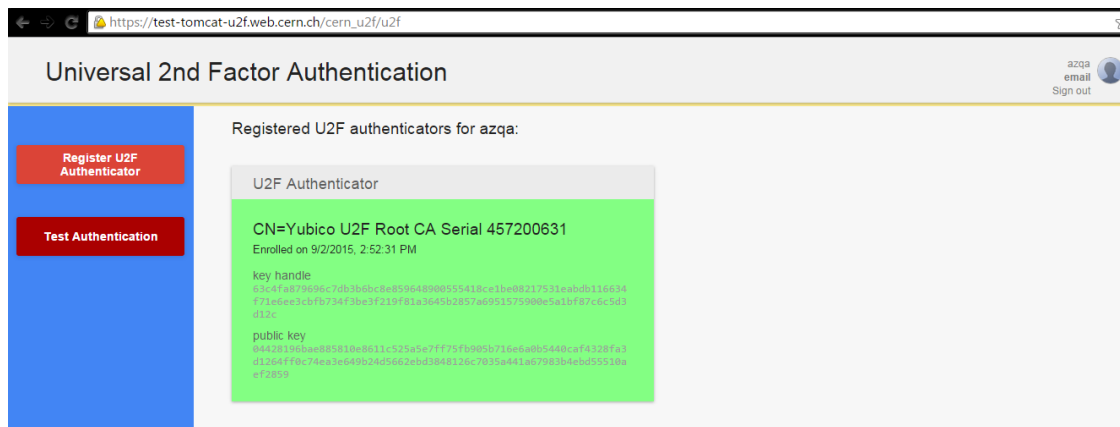 https://test-tomcat-u2f.web.cern.ch/cern_u2f/u2f
Universal 2nd Factor Authentication
azqa
email
Sign out
Register U2F
Authenticator
Test Authentication
Registered U2F authenticators for azqa:
U2F Authenticator
CN=Yubico U2F Root CA Serial 457200631
Enrolled on 9/2/2015, 2:52:31 PM
key handle
63c4fa879696c7db3b6bc8e859648900555418ce1be08217531eabdb116634
f71e6ee3cbfb734f3be3f219f81a3645b2857a6951575900e5a1bf87c6c5d3
d12c
public key
04428196bae885810e8611c525a5e7ff75fb905b716e6a0b5440caf4328fa3
d1264ff0c74ea3e649b24d5662ebd3848126c7035a441a67983b4ebd55510a
ef2859